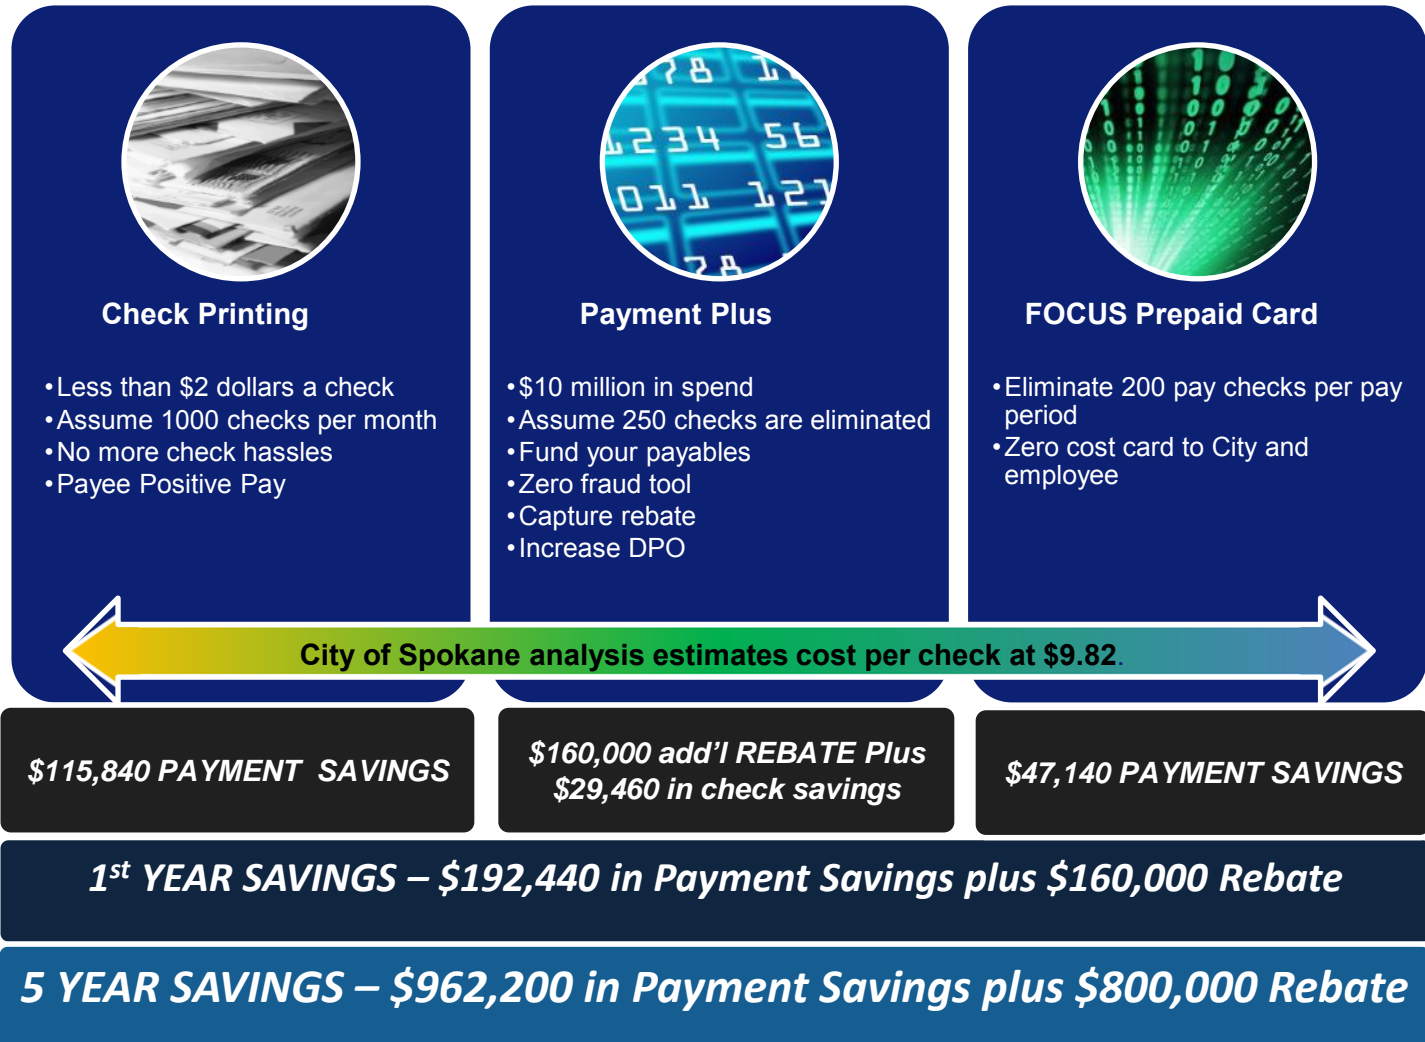 Check Printing
•Less than $2 dollars a check
•Assume 1000 checks per month
•No more check hassles
•Payee Positive Pay
Payment Plus
•$10 million in spend
•Assume 250 checks are eliminated
•Fund your payables
•Zero fraud tool
•Capture rebate
•Increase DPO
FOCUS Prepaid Card
•Eliminate 200 pay checks per pay
period
•Zero cost card to City and
employee
City of Spokane analysis estimates cost per check at $9.82.
$115,840 PAYMENT SAVINGS
$160,000 add’l REBATE Plus
$29,460 in check savings
$47,140 PAYMENT SAVINGS
1st YEAR SAVINGS – $192,440 in Payment Savings plus $160,000 Rebate
5 YEAR SAVINGS – $962,200 in Payment Savings plus $800,000 Rebate